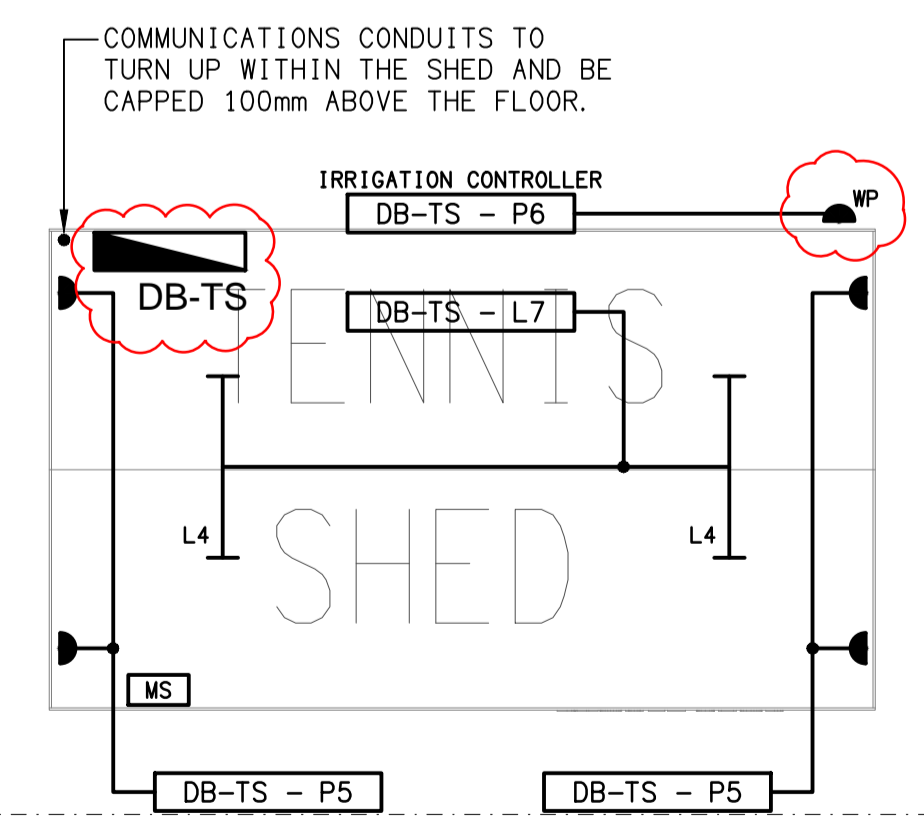 COMMUNICATIONS CONDUITS TO
TURN UP WITHIN THE SHED AND BE
CAPPED 100mm ABOVE THE FLOOR.
IRRIGATION CONTROLLER
DB-TS - P6
WP
DB-TS
DB-TS - L7
TENNIS
L4
L4
SHED
MS
DB-TS - P5
DB-TS - P5